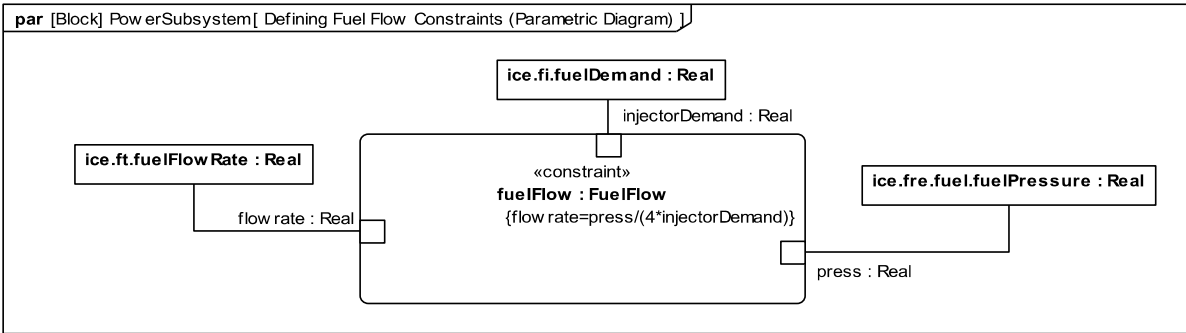 par [Block] PowerSubsystem[ Defining Fuel Flow Constraints (Parametric Diagram) ]
ice.fi.fuelDemand : Real
injectorDemand : Real
ice.ft.fuelFlowRate : Real
«constraint»
fuelFlow : FuelFlow
ice.fre.fuel.fuelPressure : Real
flow rate : Real
{flow rate=press/(4*injectorDemand)}
press : Real